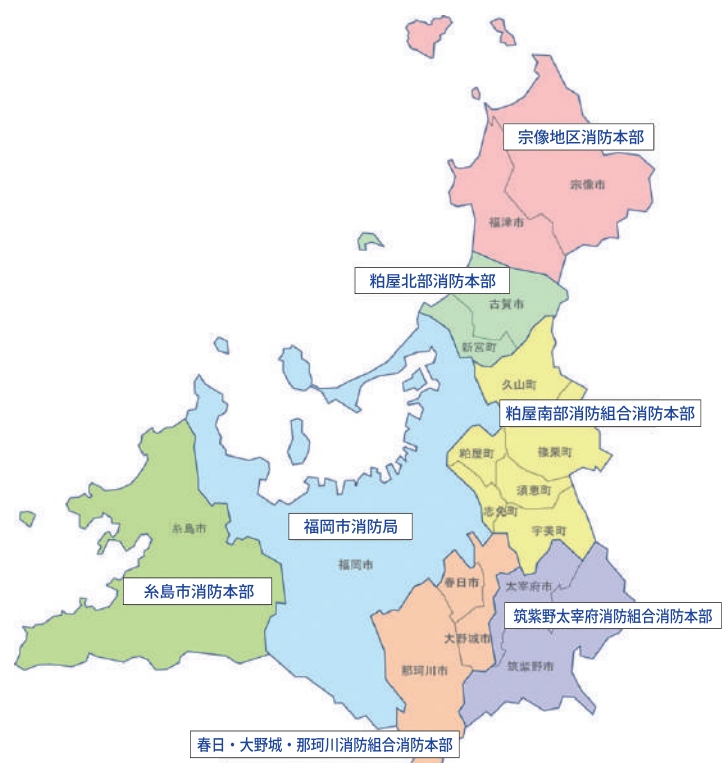 宗像地区消防本部
宗像市
福津市
粕屋北部消防本部
古賀市
新宮町
久山町
粕屋南部消防組合消防本部
粕屋町
篠栗町
須恵町
志免町
宇美町
糸島市
福岡市消防局
福岡市
糸島市消防本部
春日市
太宰府市
筑紫野太宰府消防組合消防本部
大野城市
那珂川市
筑紫野市
春日・大野城・那珂川消防組合消防本部